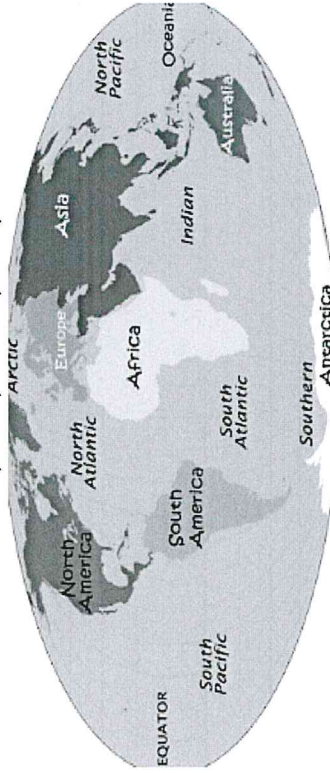 Arctic
North
Pacific
Oceania
Europe
Asia
North
America
North
Atlantic
Africa
Indian
Australia
EQUATOR
South
Pacific
South
America
South
Atlantic
Southern
Antarctica